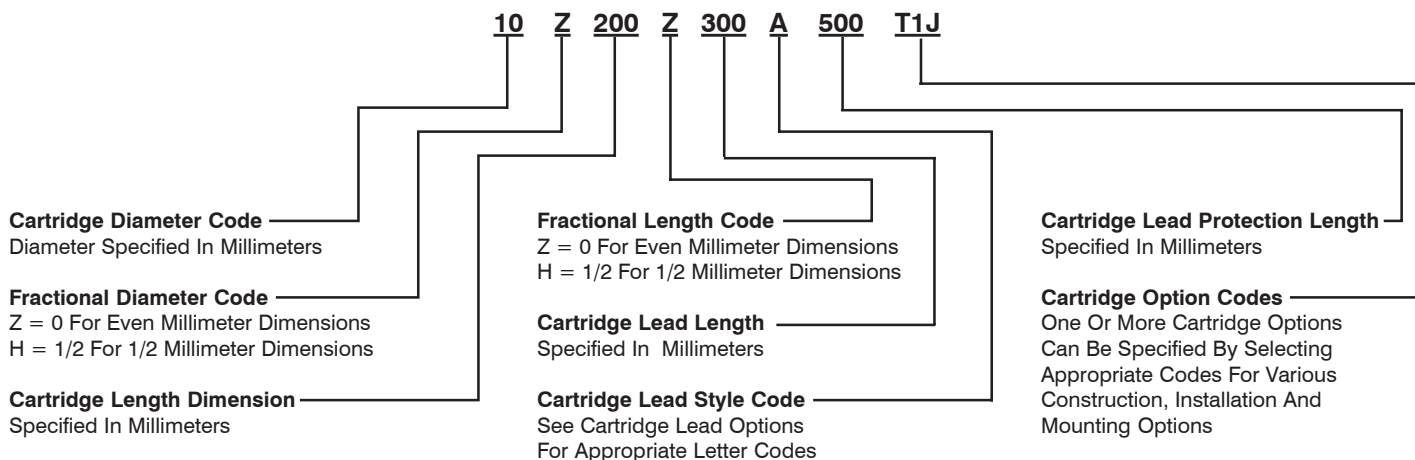 10 Z 200 Z 300 A 500 T1J
Cartridge Diameter Code
Diameter Specified In Millimeters
Fractional Diameter Code
Z = 0 For Even Millimeter Dimensions
H = 1/2 For 1/2 Millimeter Dimensions
Cartridge Length Dimension
Specified In Millimeters
Fractional Length Code
Z = 0 For Even Millimeter Dimensions
H = 1/2 For 1/2 Millimeter Dimensions
Cartridge Lead Length
Specified In Millimeters
Cartridge Lead Style Code
See Cartridge Lead Options
For Appropriate Letter Codes
Cartridge Lead Protection Length
Specified In Millimeters
Cartridge Option Codes
One Or More Cartridge Options
Can Be Specified By Selecting
Appropriate Codes For Various
Construction, Installation And
Mounting Options